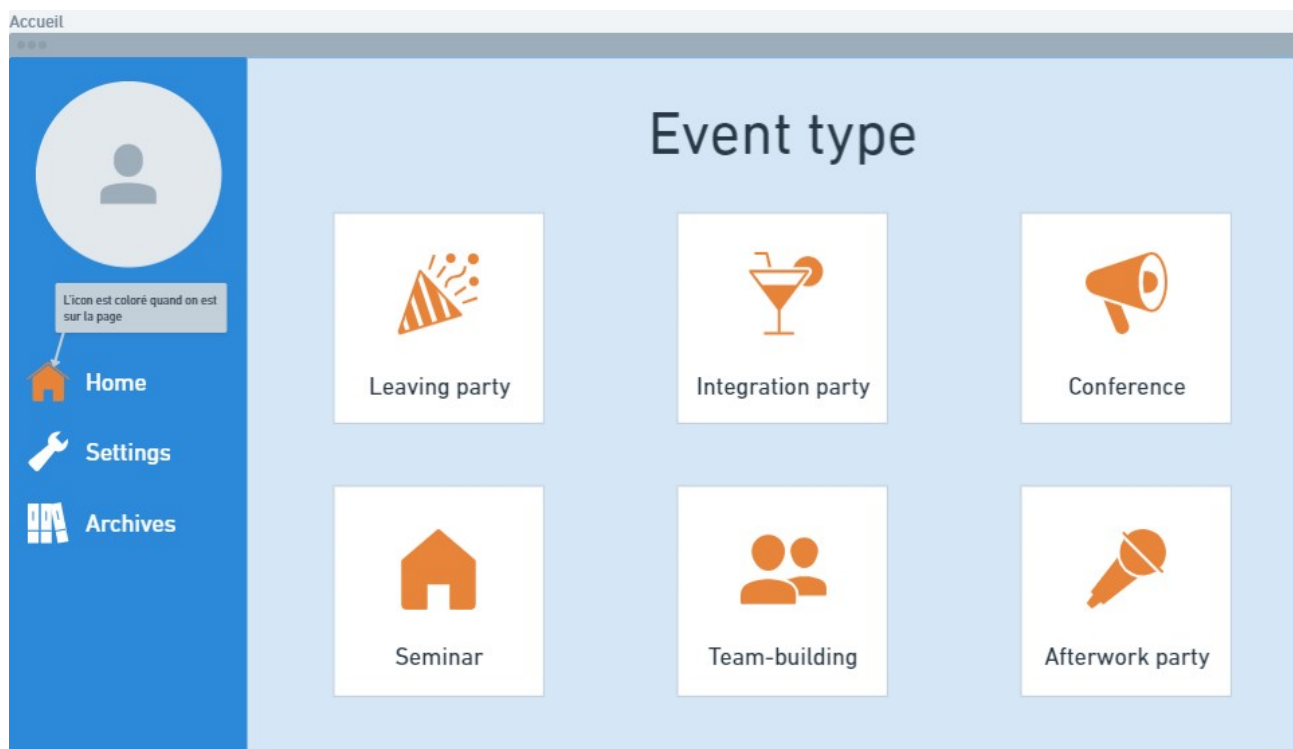 Accueil
Event type
L'icon est coloré quand on est
sur la page
Home
Settings
Archives
Leaving party
Integration party
Conference
Seminar
Team-building
Afterwork party